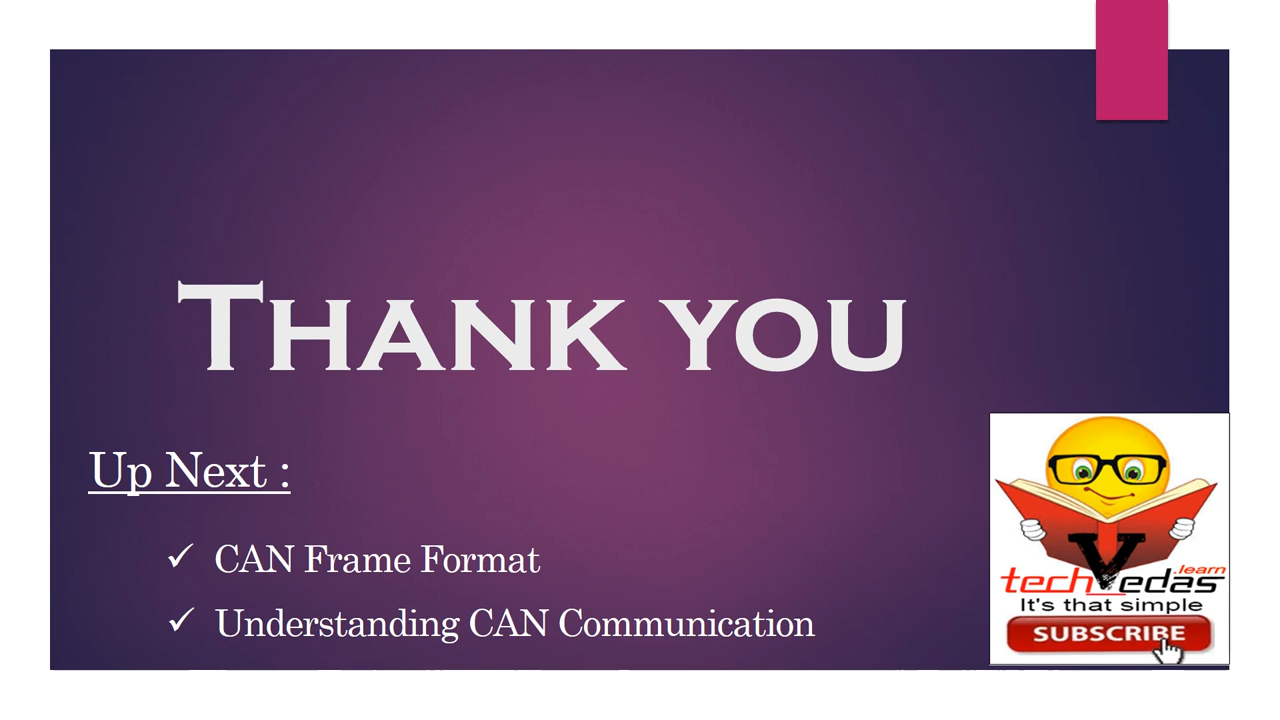 Thank you
Up Next :
✓ CAN Frame Format
✓ Understanding CAN Communication
.learn
techVedas
It's that simple
SUBSCRIBE